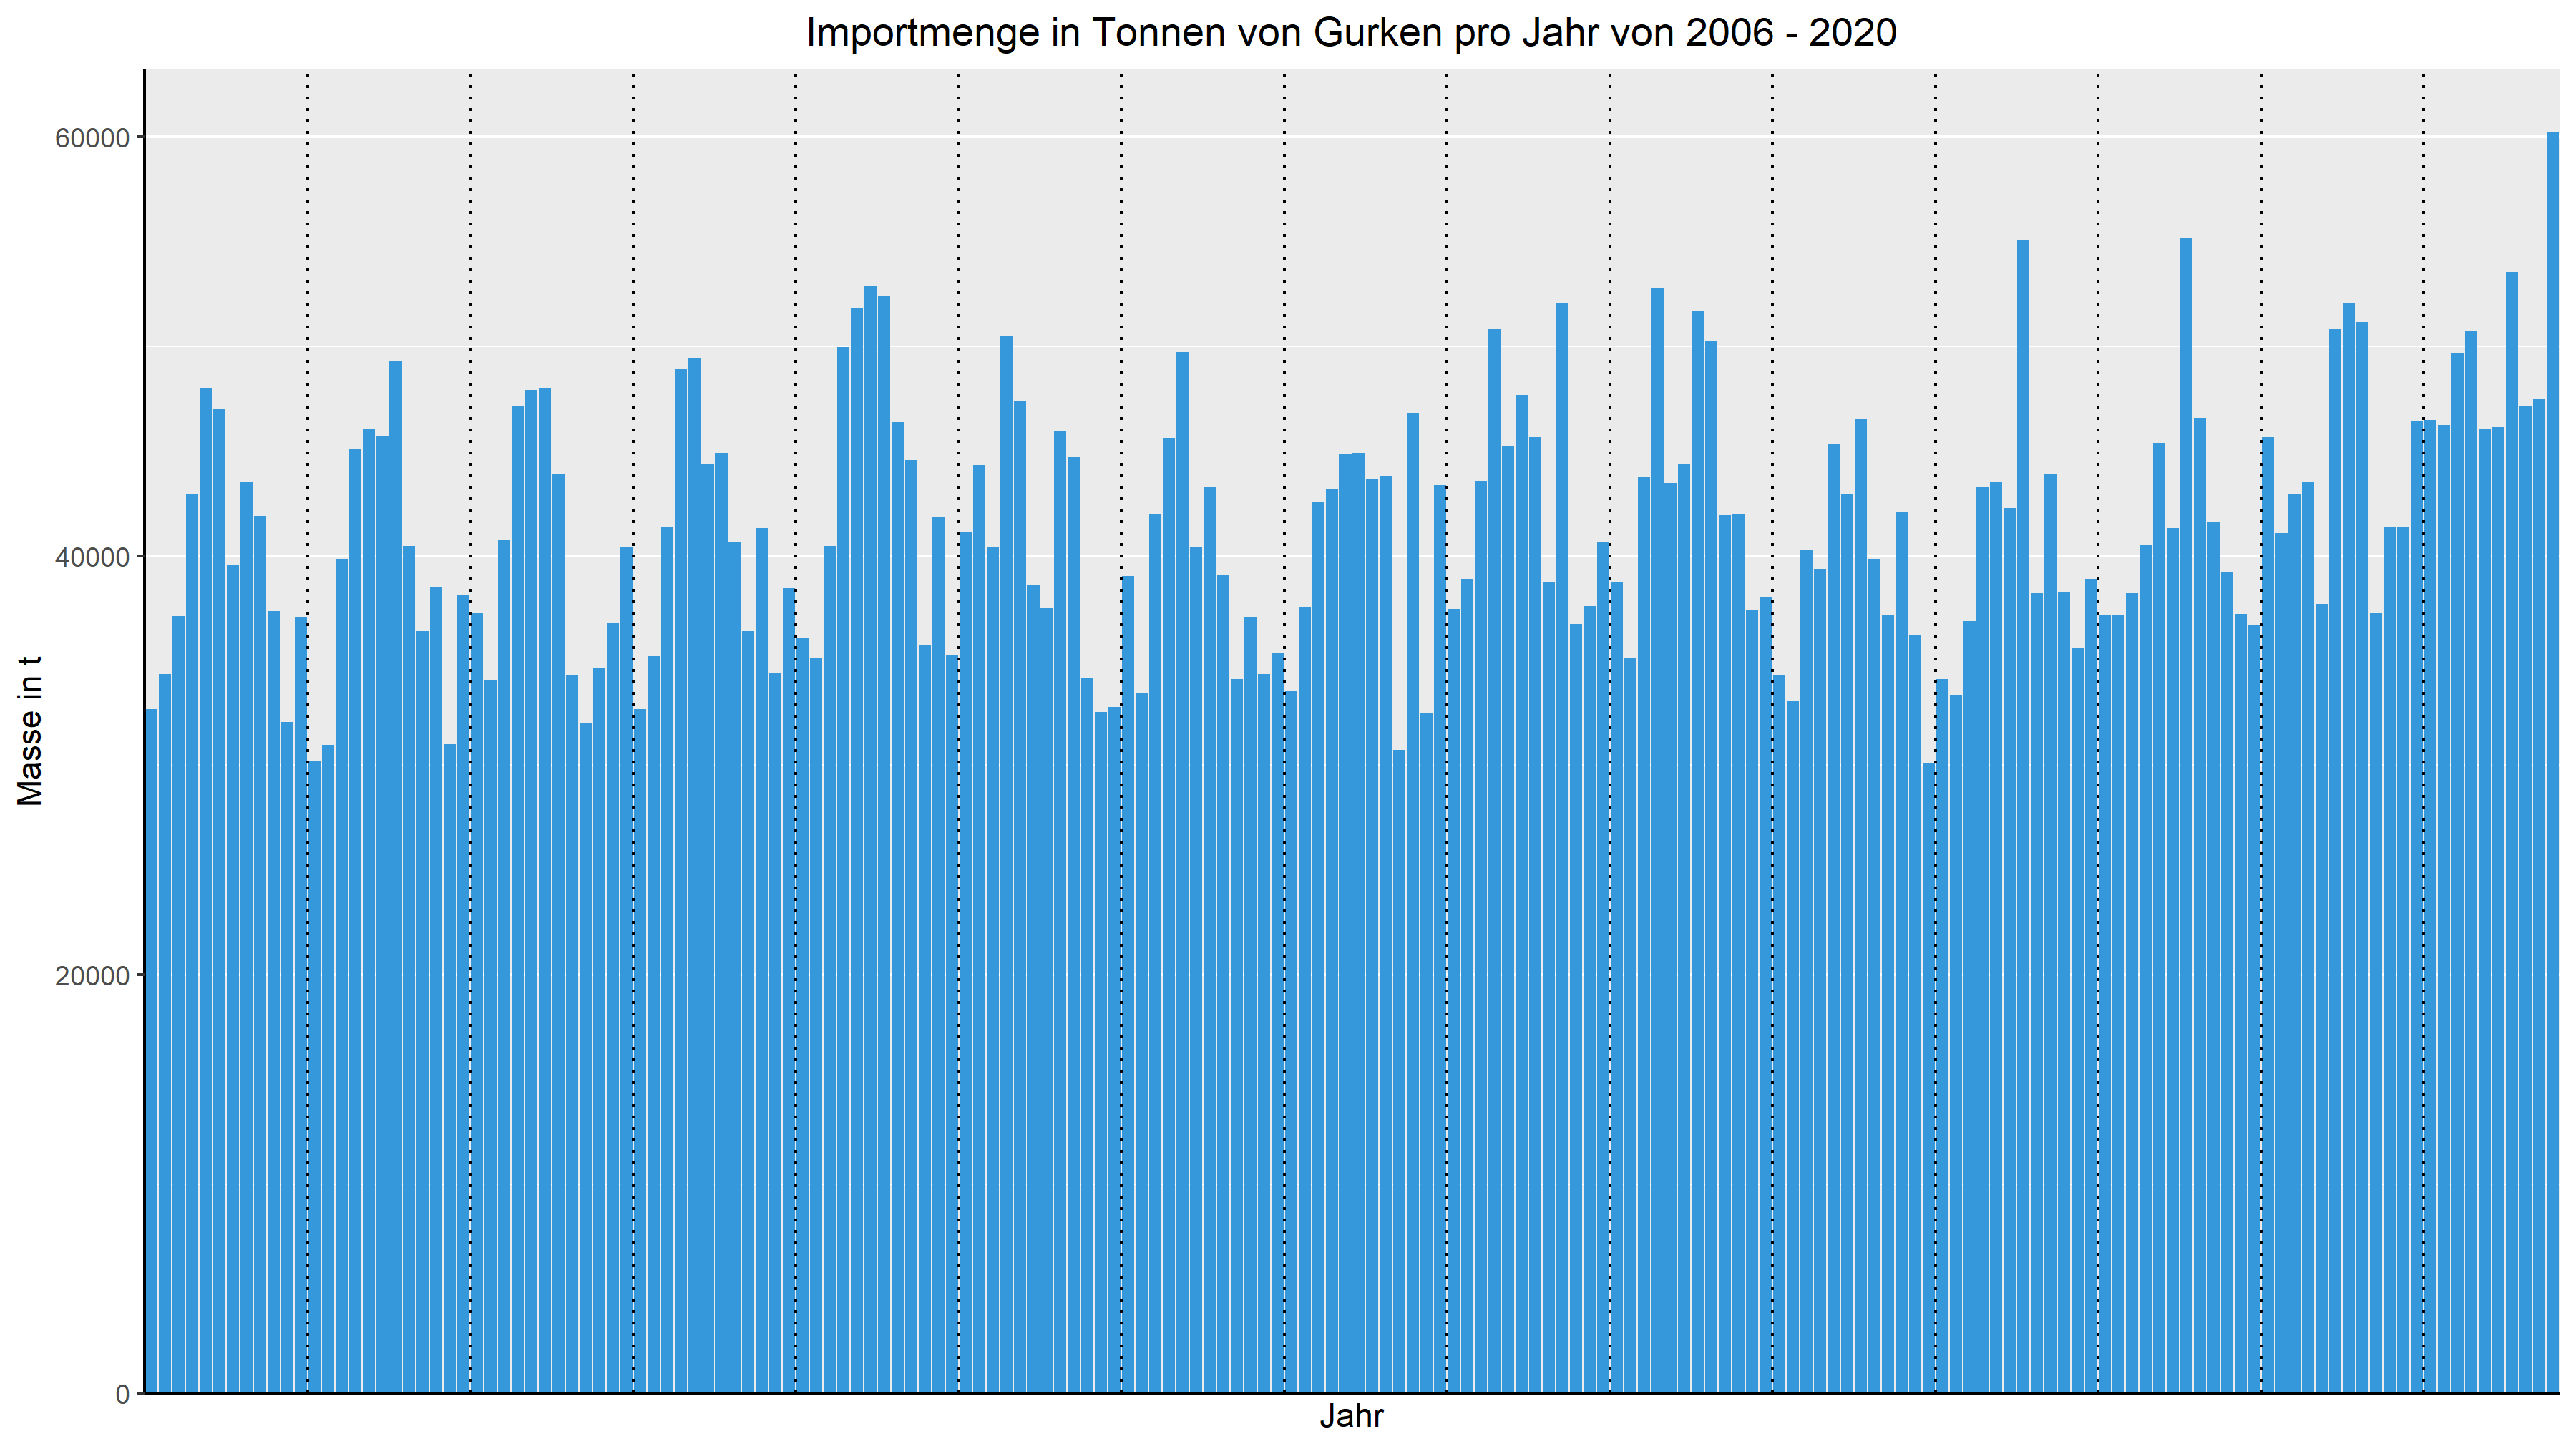 Importmenge in Tonnen von Gurken pro Jahr von 2006 - 2020
60000
40000
20000
0
Masse in t
Jahr